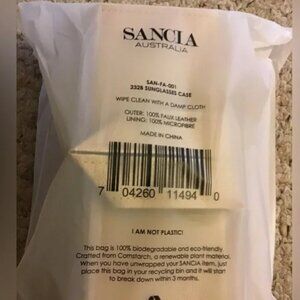 SANCIA
AUSTRALIA
SAN-FA-001
2328 SUNGLASSES CASE
WIPE CLEAN WITH A DAMP CLOTH
OUTER: 100% FAUX LEATHER
LINING: 100% MICROFIBRE
MADE IN CHINA
7 04260 11494 0
I AM NOT PLASTIC!
This bag is 100% biodegradable and eco-friendly
Crafted from Cornstarch, a renewable plant material.
When you have unwrapped your SANCIA item, just
place this bag in your recycling bin and it will start
to break down within 3 months.